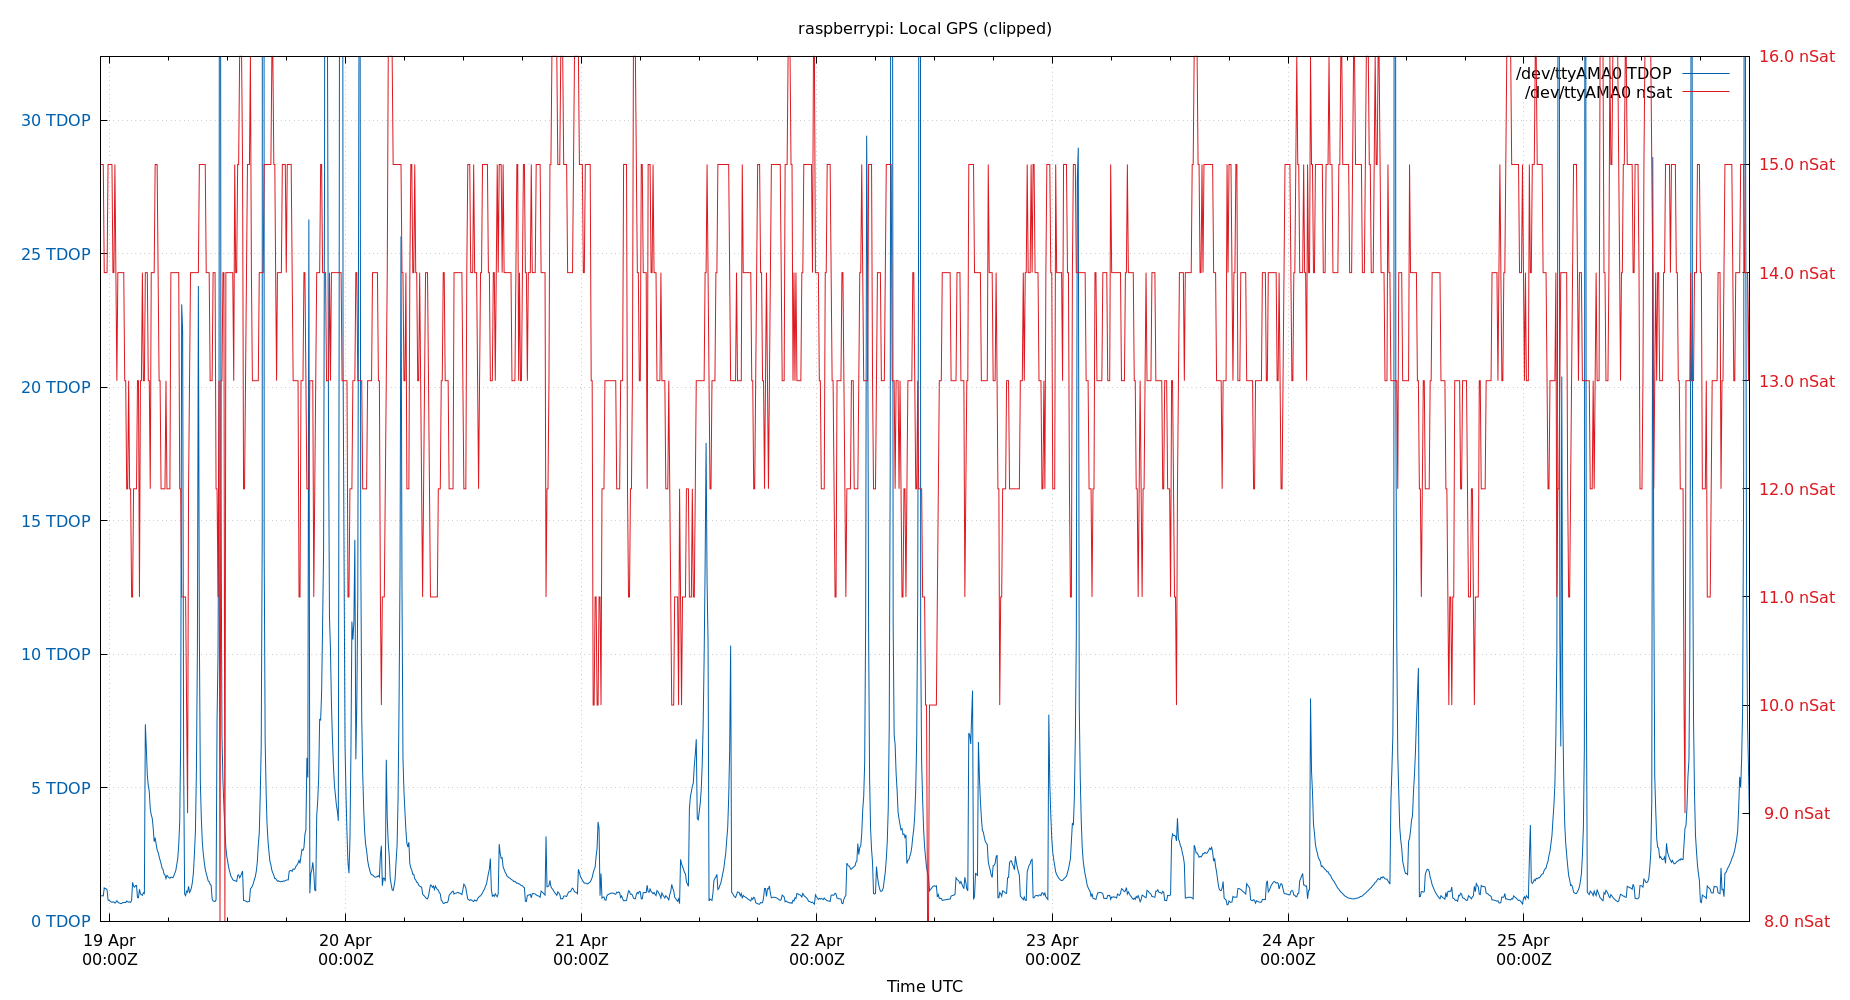 raspberrypi: Local GPS (clipped)
/dev/ttyAMA0 TDOP
/dev/ttyAMA0 nSat
30 TDOP
25 TDOP
20 TDOP
15 TDOP
10 TDOP
5 TDOP
0 TDOP
16.0 nSat
15.0 nSat
14.0 nSat
13.0 nSat
12.0 nSat
11.0 nSat
10.0 nSat
9.0 nSat
8.0 nSat
19 Apr
00:00Z
20 Apr
00:00Z
21 Apr
00:00Z
22 Apr
00:00Z
23 Apr
00:00Z
24 Apr
00:00Z
25 Apr
00:00Z
Time UTC